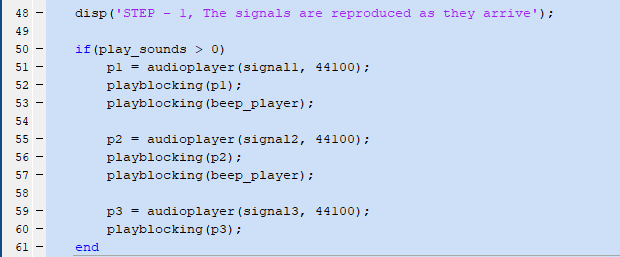 48 - disp('STEP - 1, The signals are reproduced as they arrive');
49
50 - if(play_sounds > 0)
51 - p1 = audioplayer(signal1, 44100);
52 - playblocking(p1);
53 - playblocking(beep_player);
54
55 - p2 = audioplayer(signal2, 44100);
56 - playblocking(p2);
57 - playblocking(beep_player);
58
59 - p3 = audioplayer(signal3, 44100);
60 - playblocking(p3);
61 - end